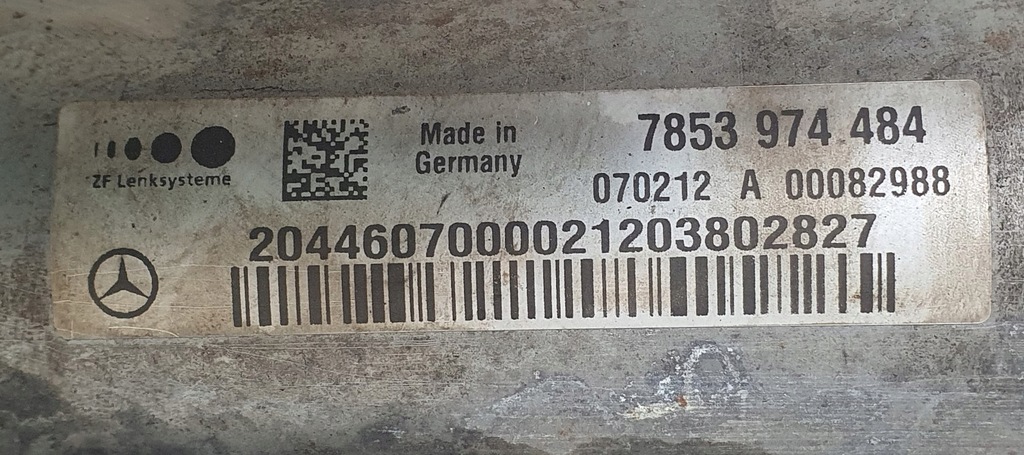 ZF Lenksysteme
Made in
Germany
7853 974 484
070212 A 00082988
2044607000021203802827